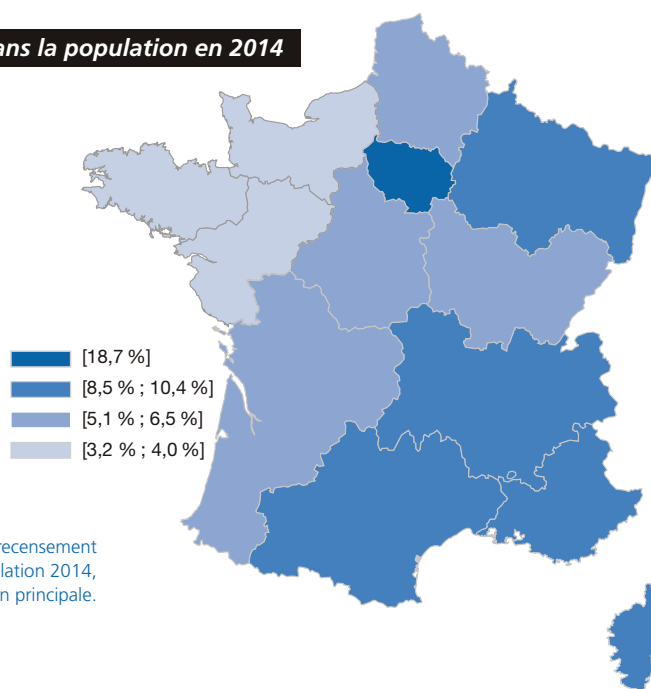 ans la population en 2014
[18,7 %]
[8,5 % ; 10,4 %]
[5,1 % ; 6,5 %]
[3,2 % ; 4,0 %]
recensement
lation 2014,
n principale.